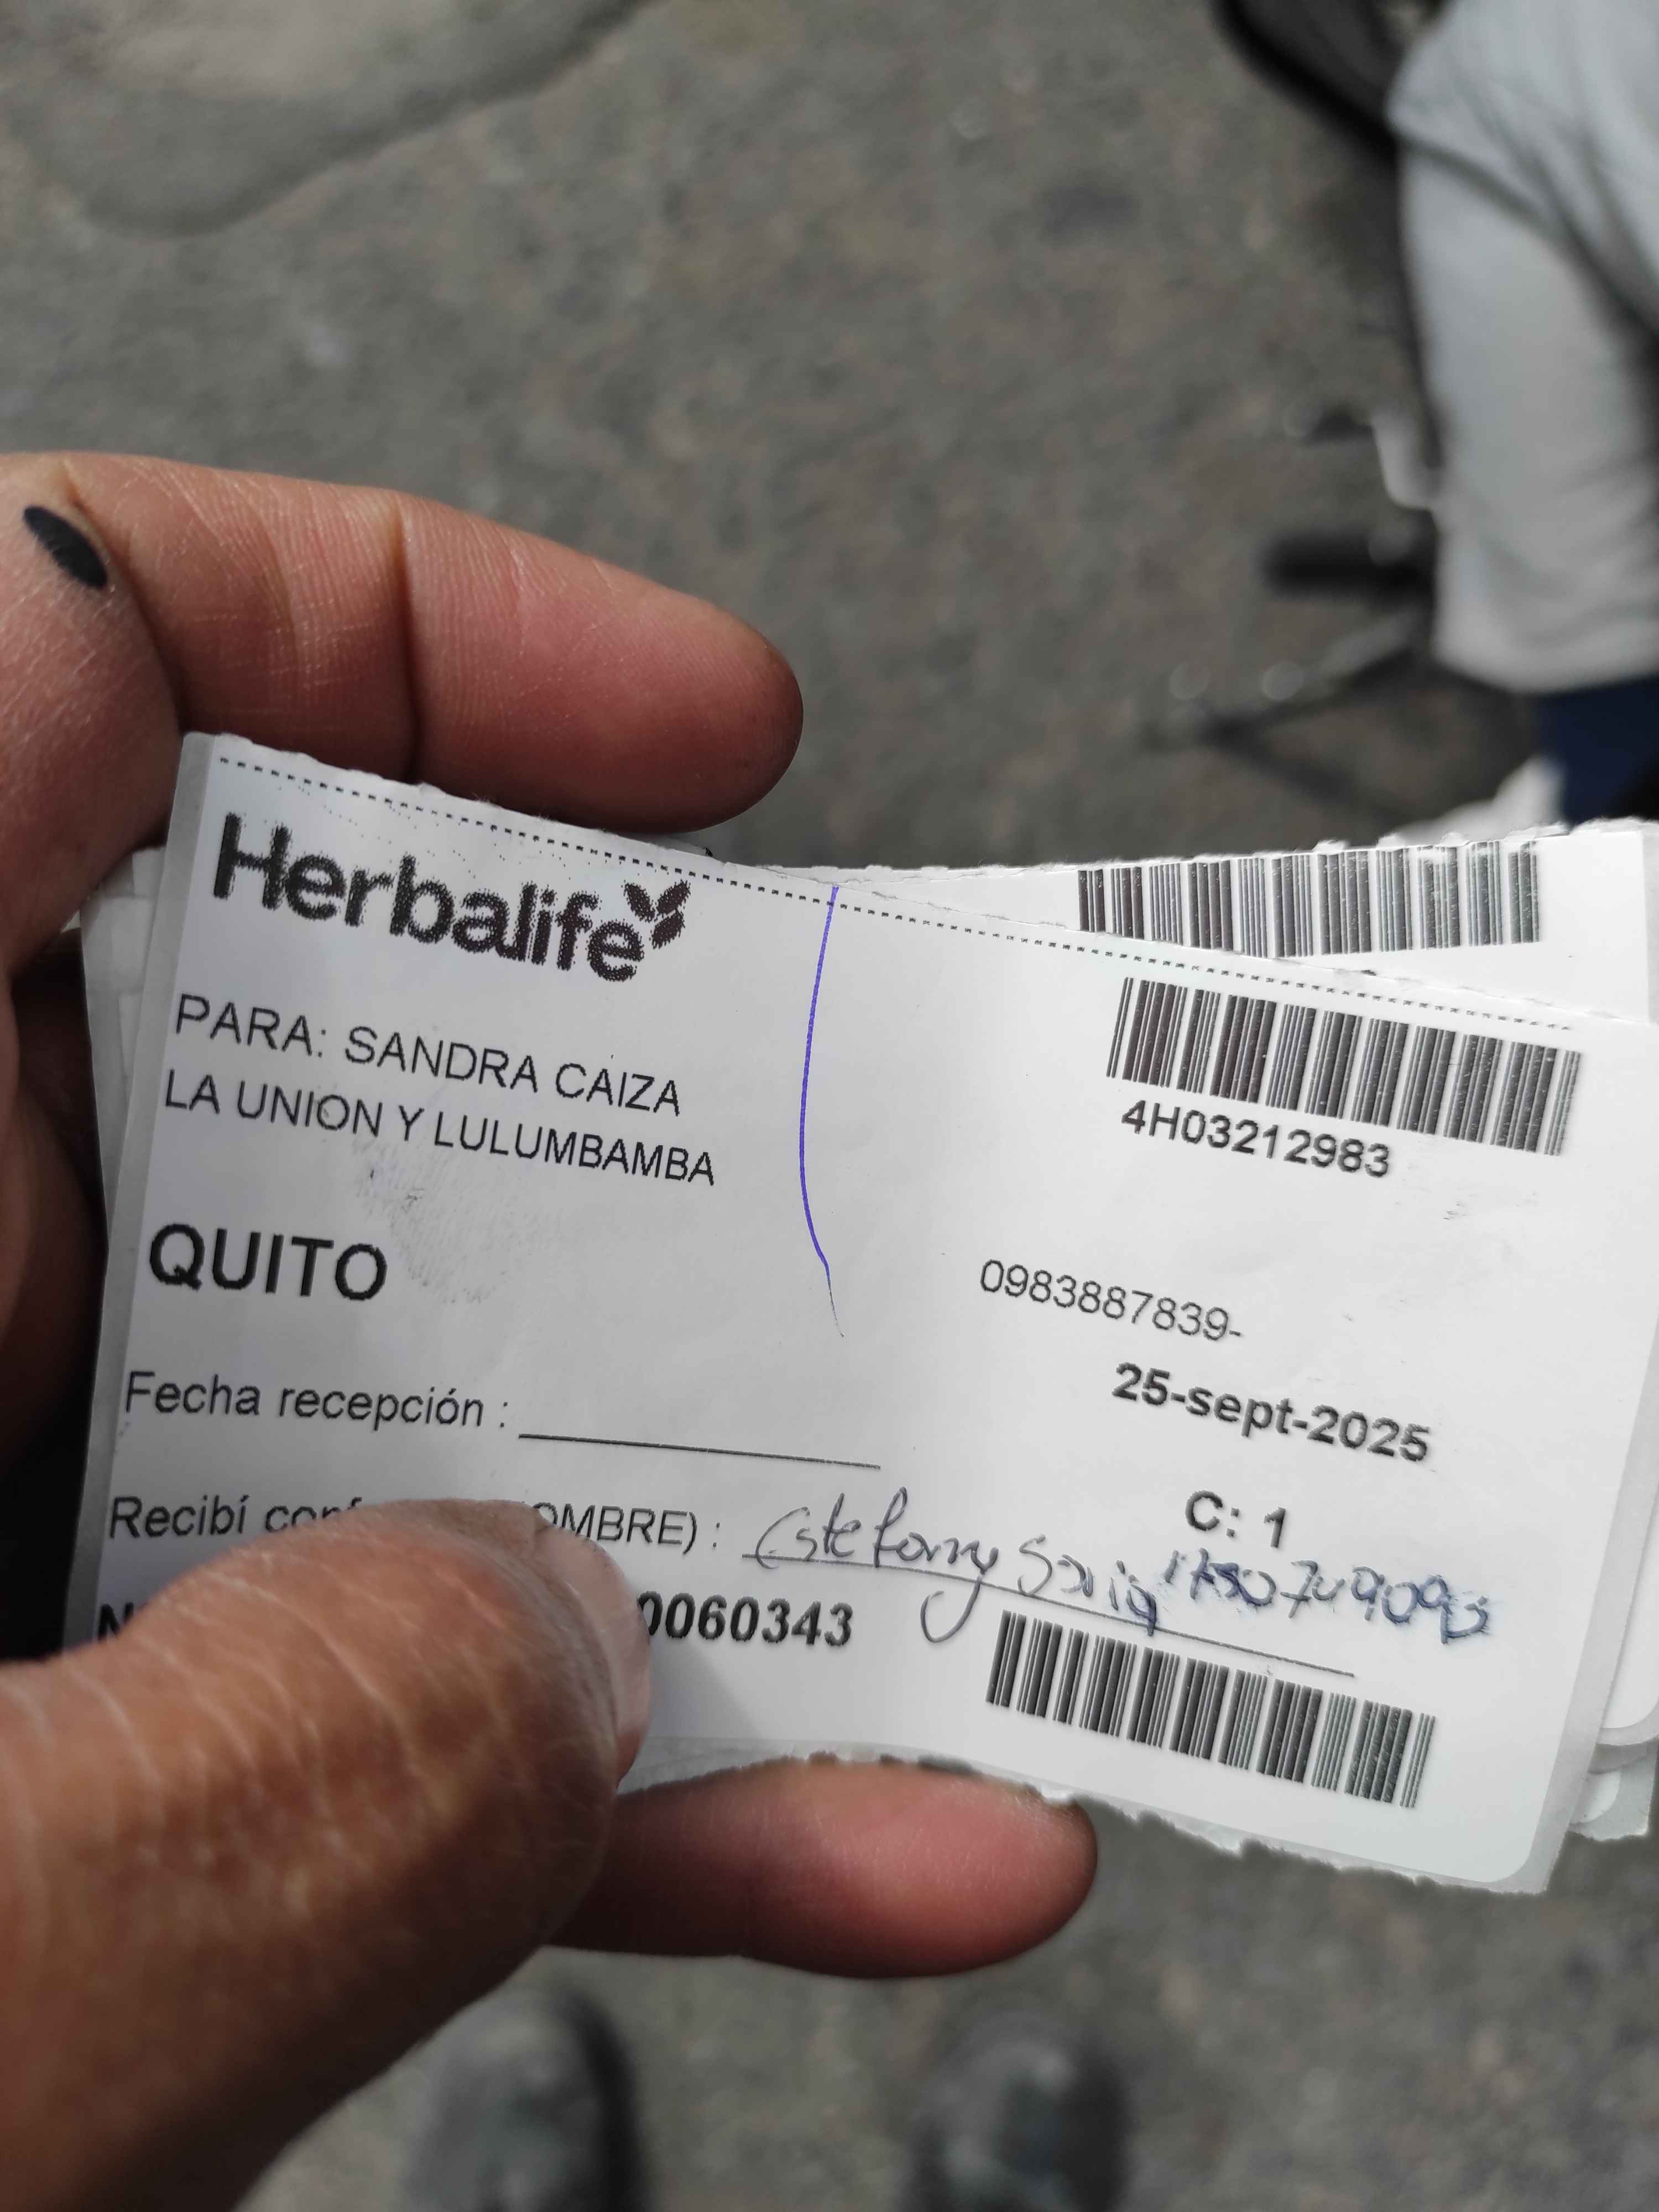 Herbalife
PARA: SANDRA CAIZA
LA UNION Y LULUMBAMBA
4H03212983
QUITO
0983887839-
25-sept-2025
Fecha recepción :
C: 1
Recibí OMBRE) : Estefany
0060343